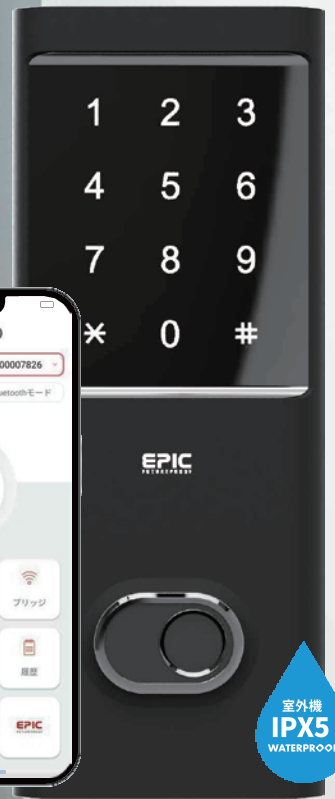 1 2 3
4 5 6
7 8 9
* 0 #
00007826
uetoothモード
ブリッジ
履歴
EPIC
EPIC
FUTUREPROOF
室外機
IPX5
WATERPROOF